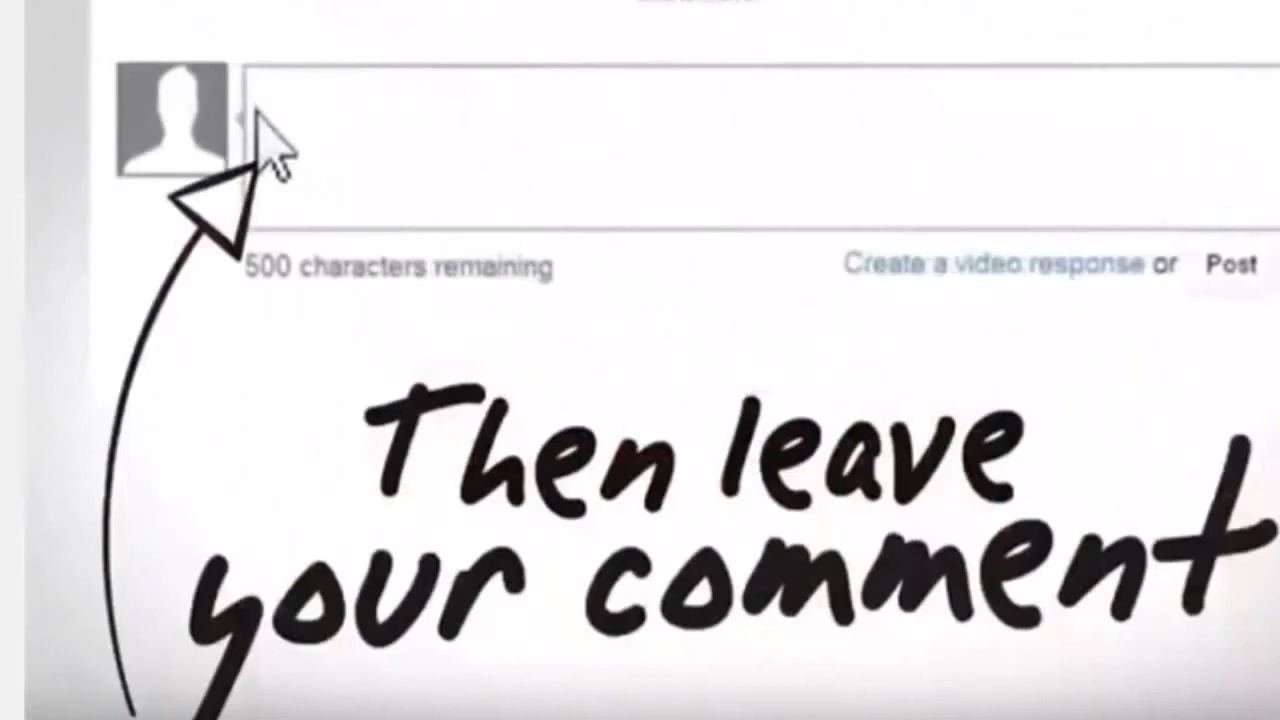 500 characters remaining
Create a video response or Post
Then leave
your comment